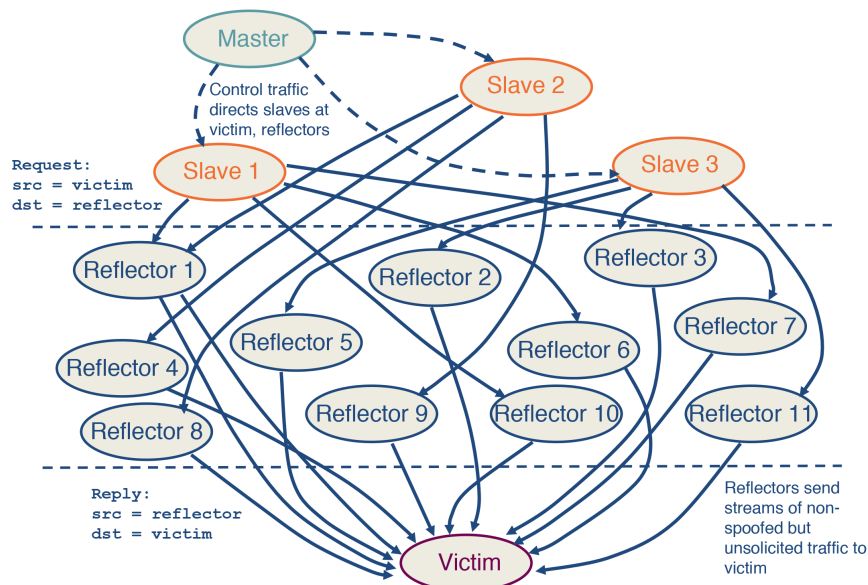 Master
Slave 2
Control traffic
directs slaves at
victim, reflectors
Slave 1
Slave 3
Request:
src = victim
dst = reflector
Reflector 1
Reflector 2
Reflector 3
Reflector 4
Reflector 5
Reflector 6
Reflector 7
Reflector 8
Reflector 9
Reflector 10
Reflector 11
Reply:
src = reflector
dst = victim
Reflectors send
streams of non-
spoofed but
unsolicited traffic to
victim
Victim